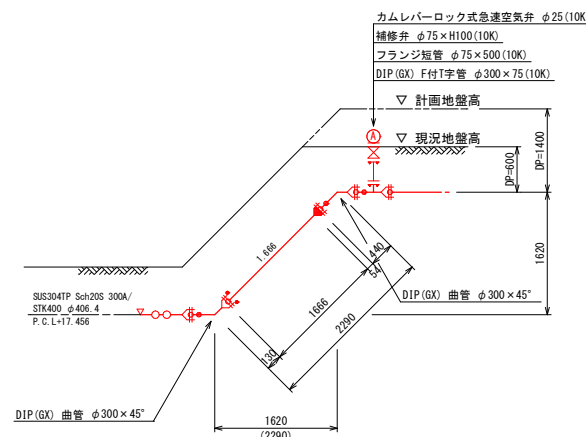 カムレバーロック式急速空気弁 φ25(10K
補修弁 φ75×H100(10K)
フランジ短管 φ75×500(10K)
DIP(GX) F付T字管 φ300×75(10K)
▽ 計画地盤高
A
▽ 現況地盤高
DP=600
DP=1400
1620
1.666
440
54
1666
2290
130
DIP(GX) 曲管 φ300×45°
SUS304TP Sch20S 300A/
STK400 φ406.4
P.C.L+17.456
DIP(GX) 曲管 φ300×45°
1620
(2290)